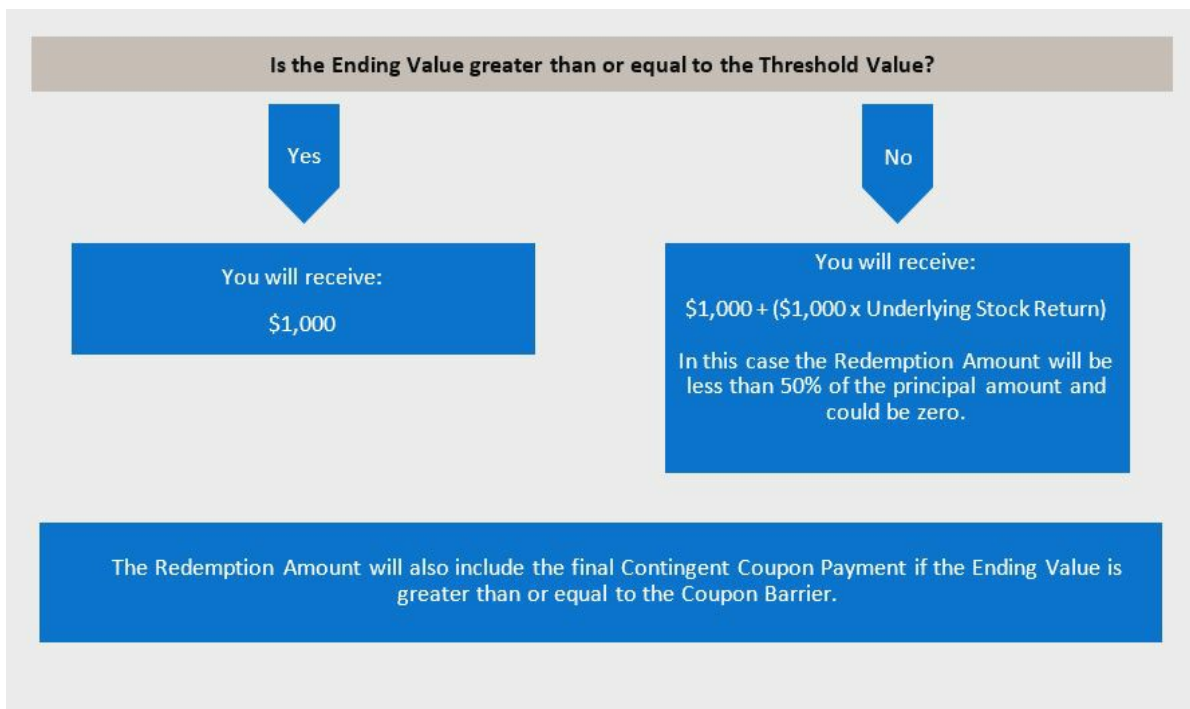 Is the Ending Value greater than or equal to the Threshold Value?
Yes
No
You will receive:
$1,000
You will receive:
$1,000 + ($1,000 x Underlying Stock Return)
In this case the Redemption Amount will be
less than 50% of the principal amount and
could be zero.
The Redemption Amount will also include the final Contingent Coupon Payment if the Ending Value is
greater than or equal to the Coupon Barrier.